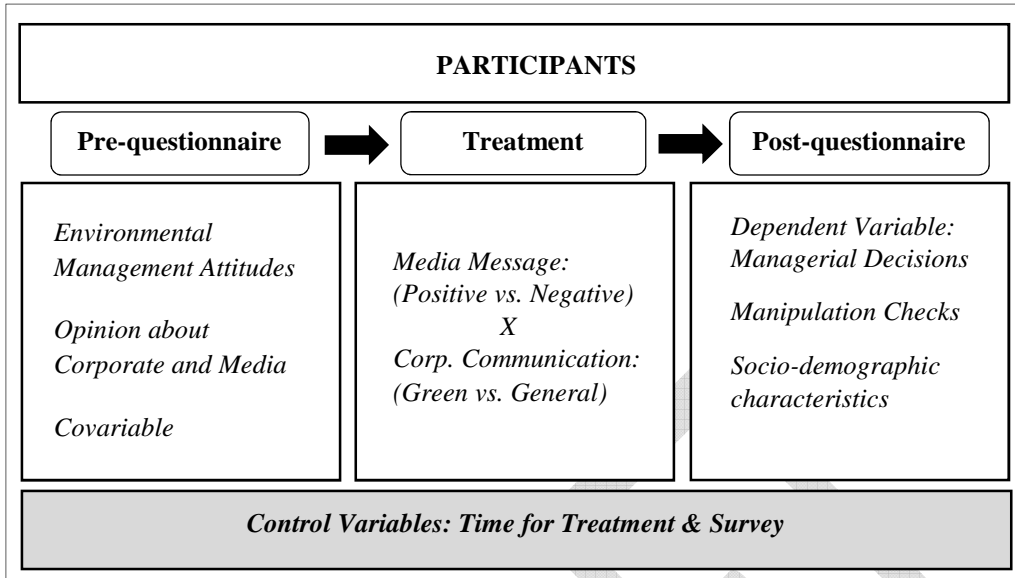 PARTICIPANTS
Pre-questionnaire
Treatment
Post-questionnaire
Environmental
Management Attitudes
Opinion about
Corporate and Media
Covariable
Media Message:
(Positive vs. Negative)
X
Corp. Communication:
(Green vs. General)
Dependent Variable:
Managerial Decisions
Manipulation Checks
Socio-demographic
characteristics
Control Variables: Time for Treatment & Survey